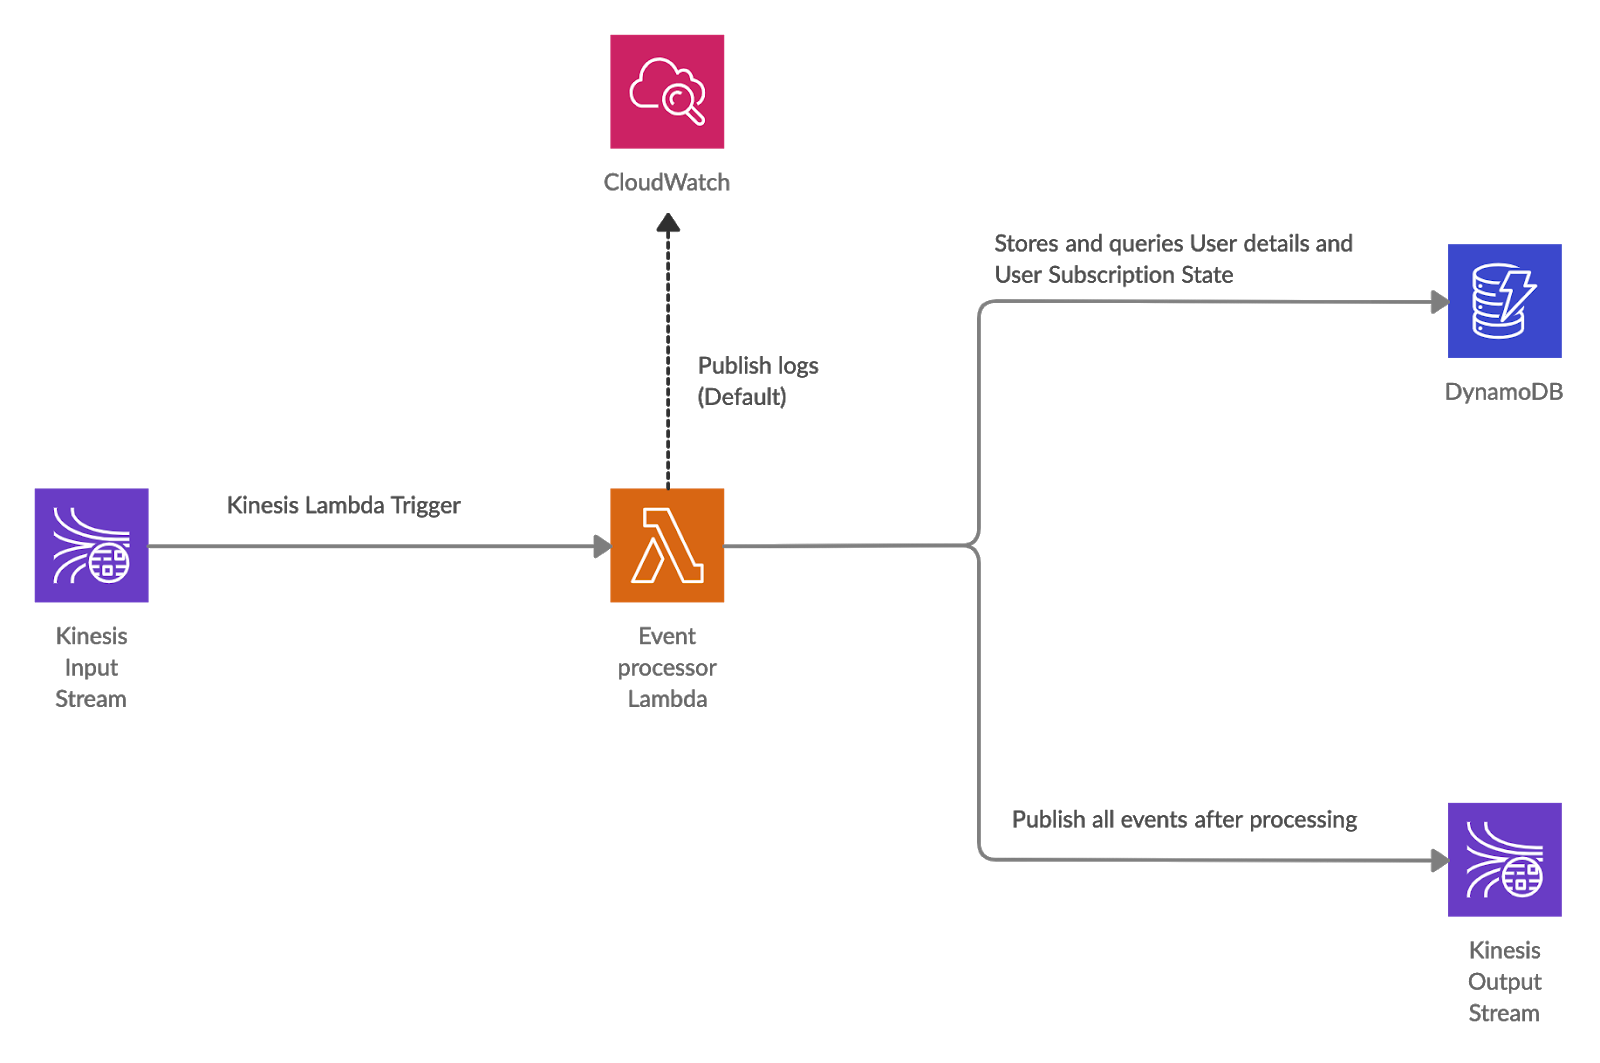 CloudWatch
Stores and queries User details and
User Subscription State
Publish logs
(Default)
DynamoDB
Kinesis Lambda Trigger
Kinesis
Input
Stream
Event
processor
Lambda
Publish all events after processing
Kinesis
Output
Stream